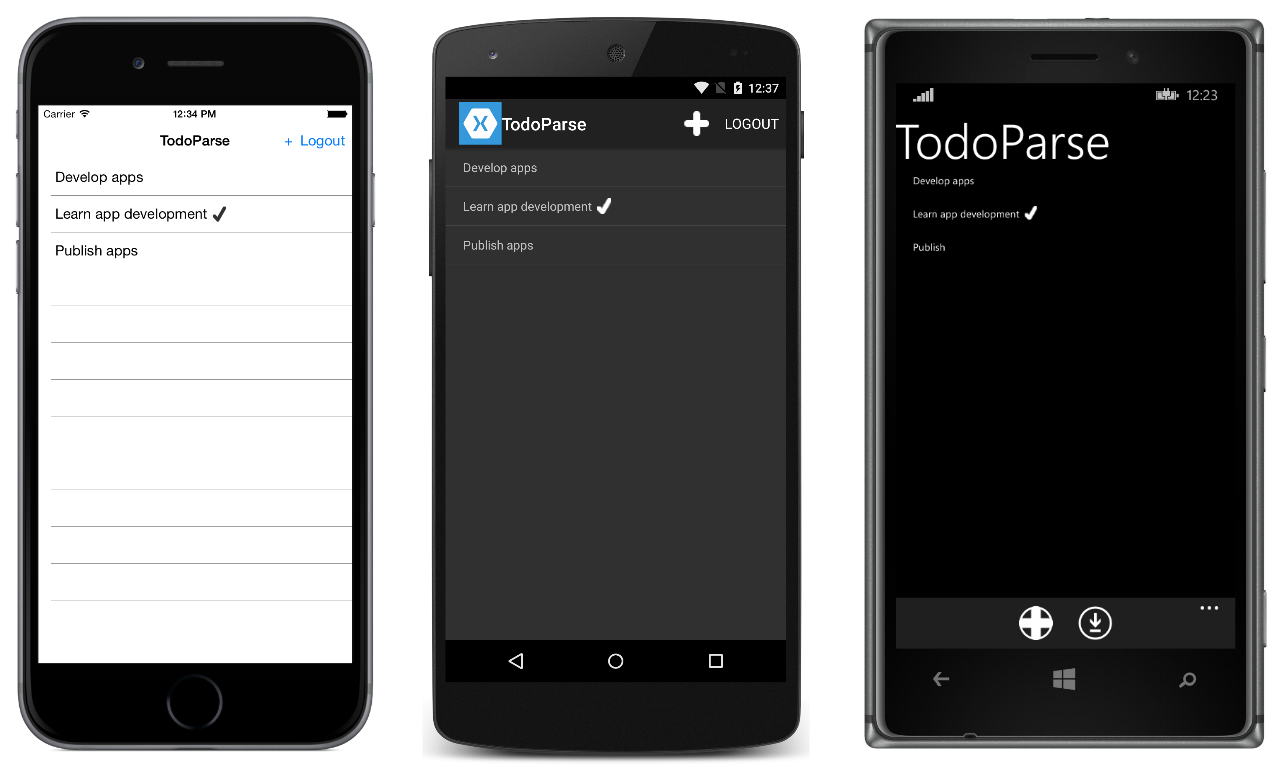 Carrier 12:34 PM
TodoParse + Logout
Develop apps
Learn app development
Publish apps
12:37
TodoParse LOGOUT
Develop apps
Learn app development
Publish apps
12:23
TodoParse
Develop apps
Learn app development
Publish